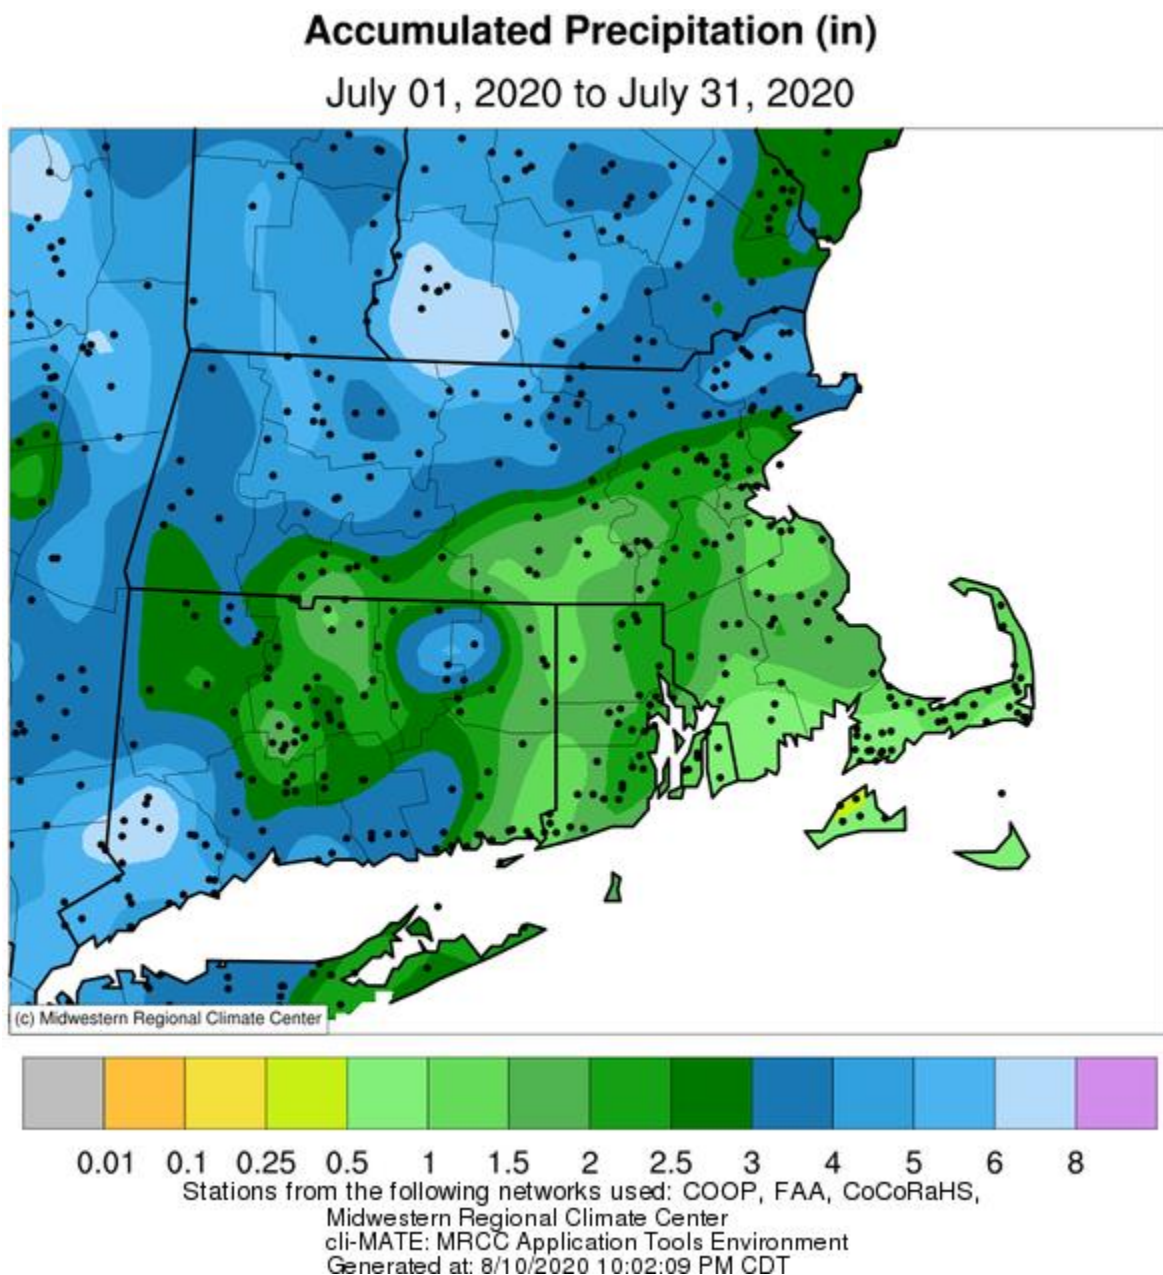 Accumulated Precipitation (in)
July 01, 2020 to July 31, 2020
(c) Midwestern Regional Climate Center
0.01 0.1 0.25 0.5 1 1.5 2 2.5 3 4 5 6 8
Stations from the following networks used: COOP, FAA, CoCoRaHS,
Midwestern Regional Climate Center
cli-MATE: MRCC Application Tools Environment
Generated at: 8/10/2020 10:02:09 PM CDT